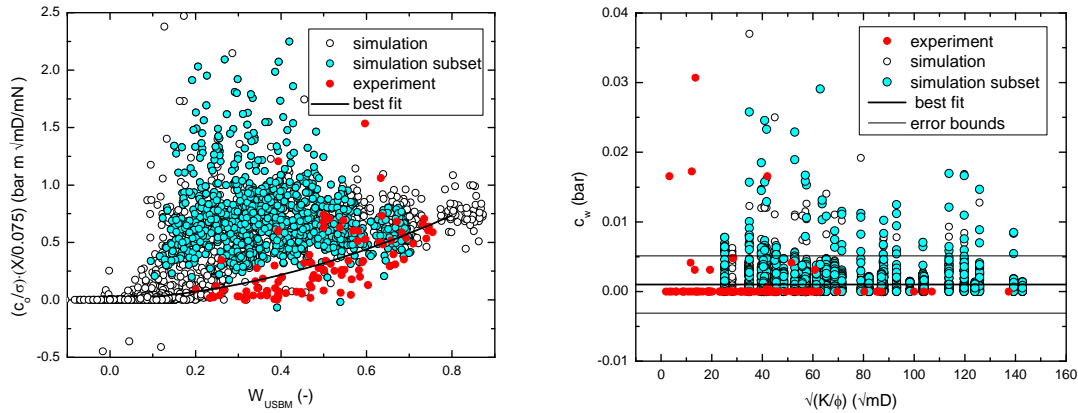 2.5
2.0
1.5
1.0
0.5
0.0
-0.5
0.0 0.2 0.4 0.6 0.8
(c_o/σ)·(X/0.075) (bar m √mD/mN )
W_USBM (-)
simulation
simulation subset
experiment
best fit
0.04
0.03
0.02
0.01
0.00
-0.01
0 20 40 60 80 100 120 140 160
c_w (bar)
√(K/ϕ) (√mD)
experiment
simulation
simulation subset
best fit
error bounds